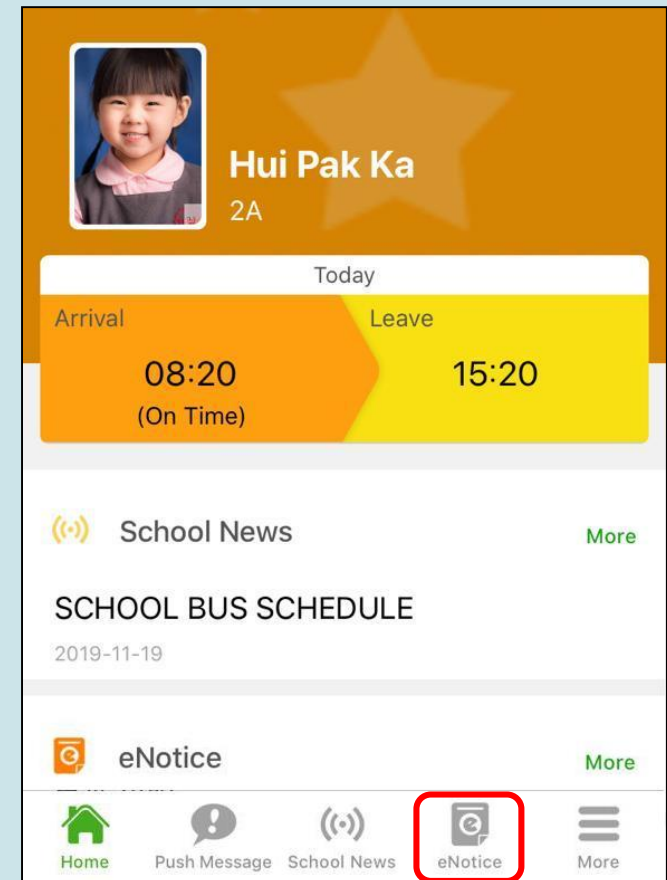 Hui Pak Ka
2A
Today
Arrival
Leave
08:20
15:20
(On Time)
School News
More
SCHOOL BUS SCHEDULE
2019-11-19
eNotice
More
Home
Push Message
School News
eNotice
More